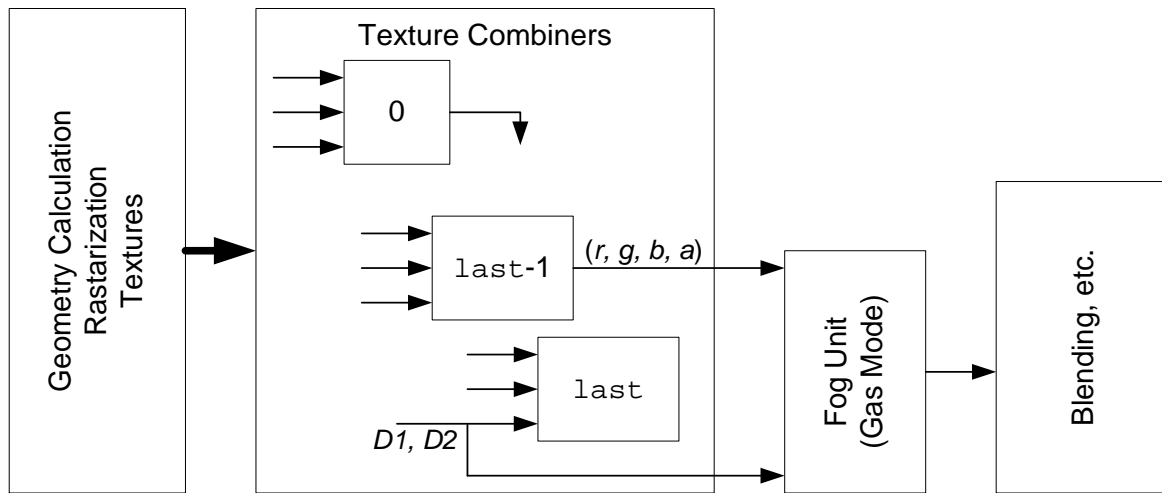 Geometry Calculation
Rastarization
Textures
Texture Combiners
0
last-1
(r, g, b, a)
last
D1, D2
Fog Unit
(Gas Mode)
Blending, etc.